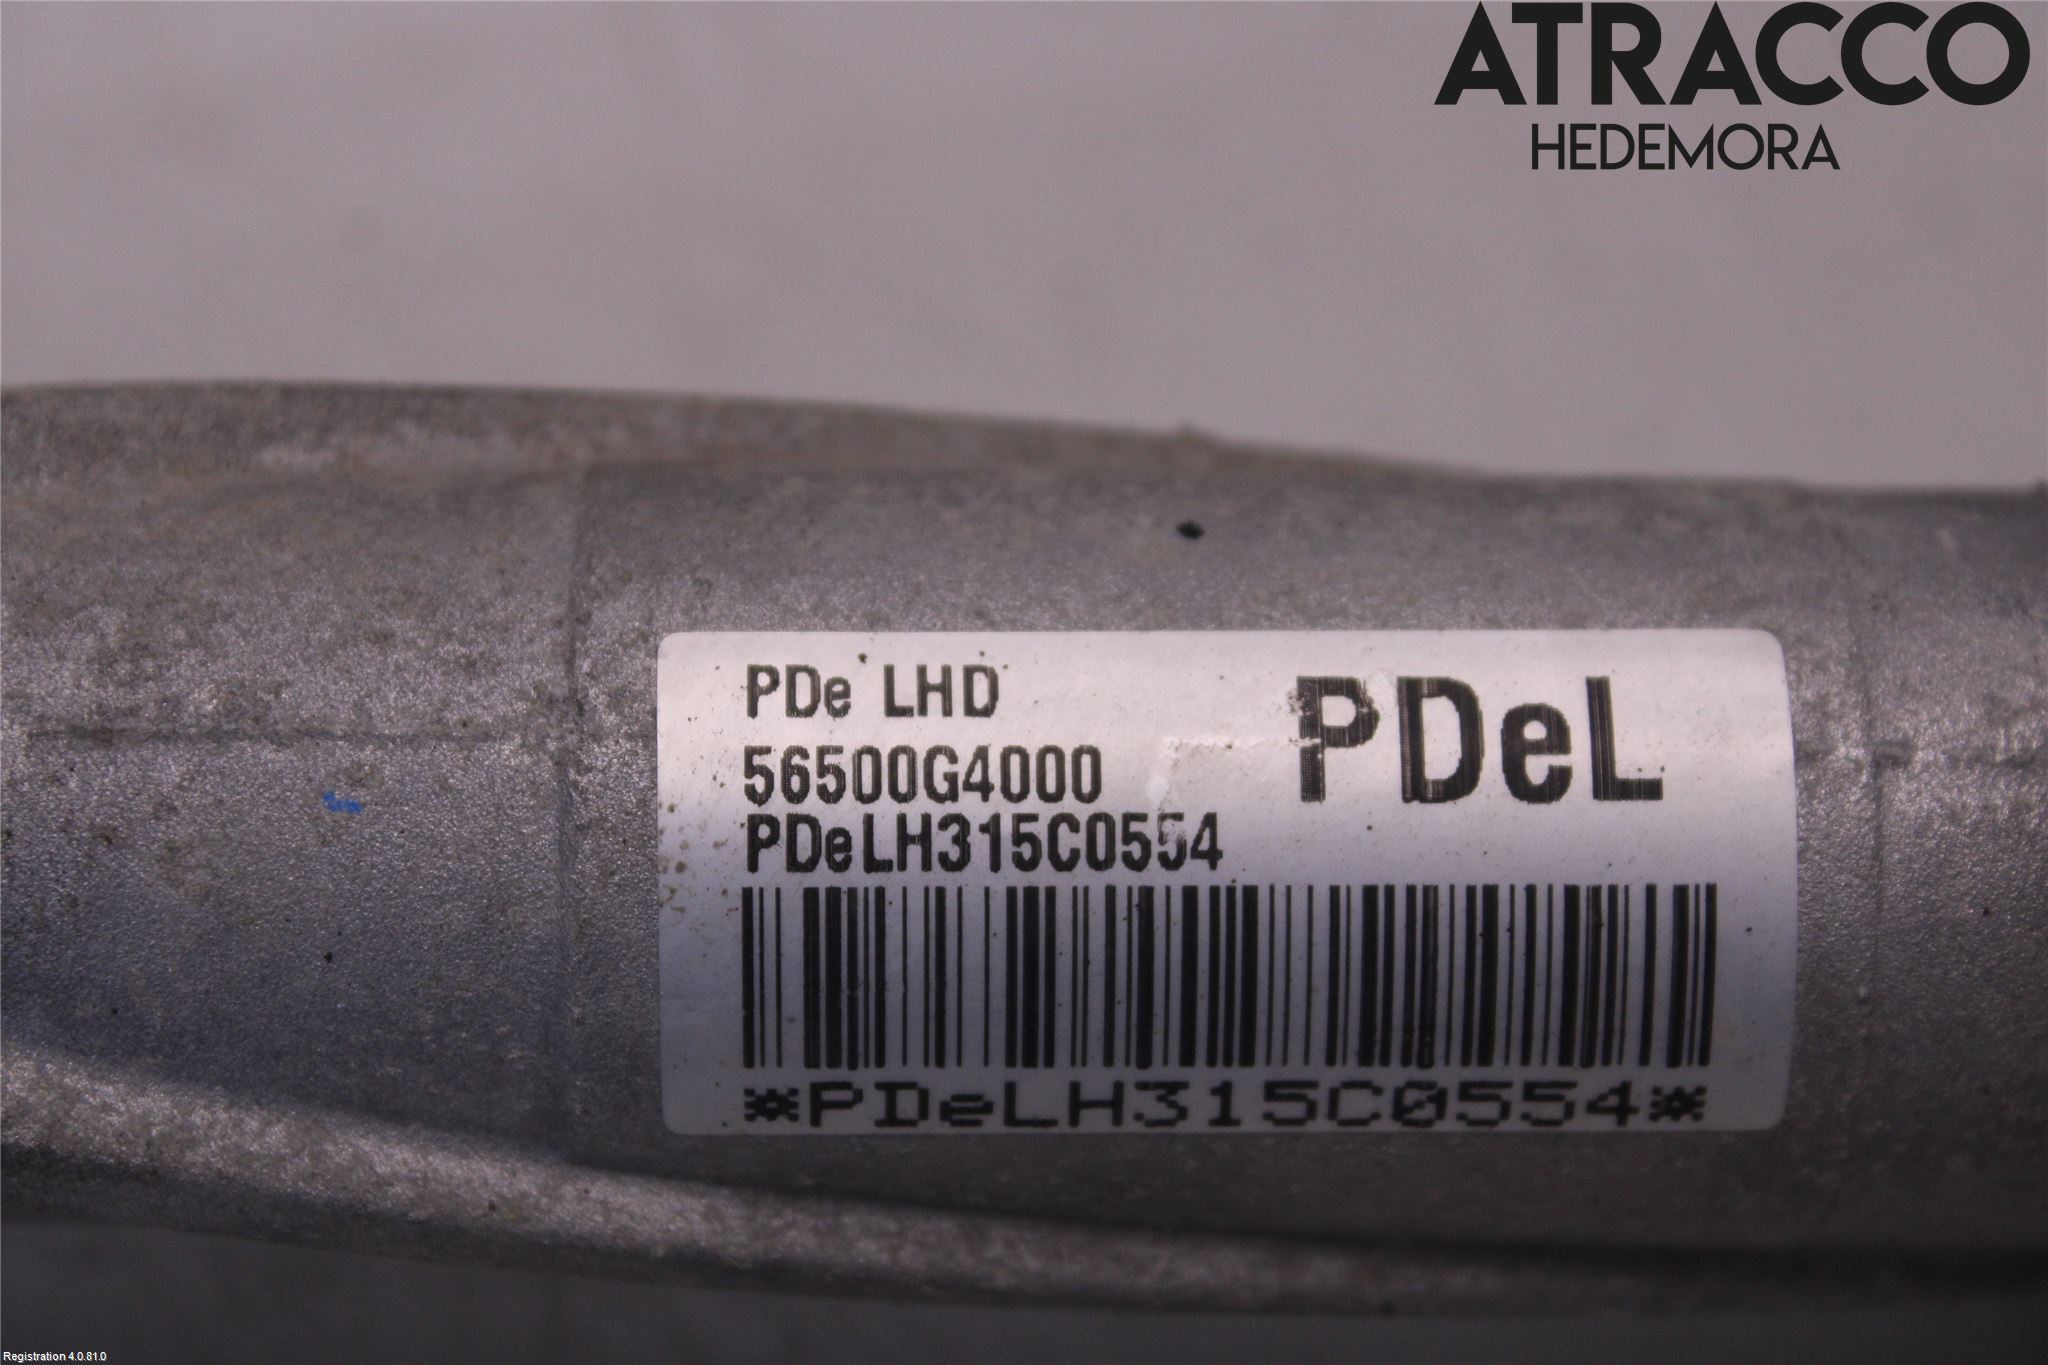 ATRACCO
HEDEMORA
PDe LHD
PDeL
56500G4000
PDeLH315C0554
*PDeLH315C0554*
Registration 4.0.81.0